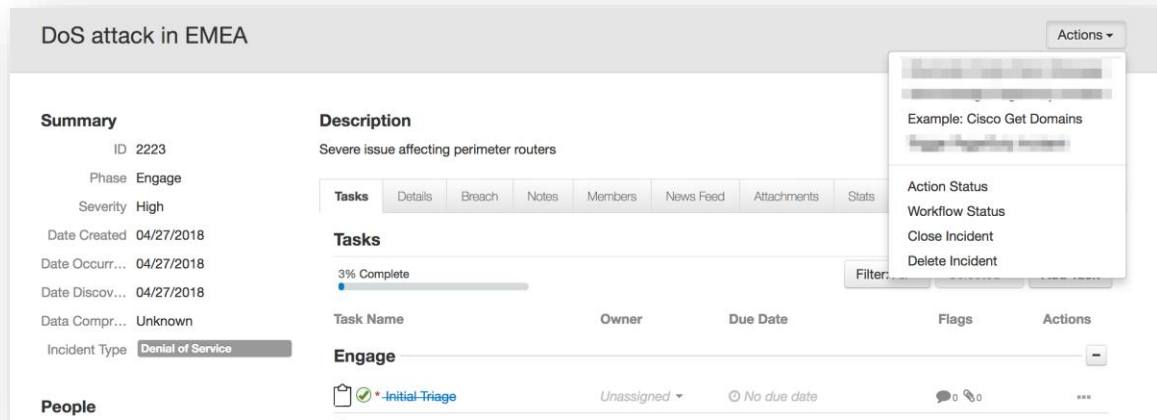 DoS attack in EMEA
Actions
Example: Cisco Get Domains
Action Status
Workflow Status
Close Incident
Delete Incident
Summary
ID 2223
Phase Engage
Severity High
Date Created 04/27/2018
Date Occurr... 04/27/2018
Date Discov... 04/27/2018
Data Compr... Unknown
Incident Type Denial of Service
People
Description
Severe issue affecting perimeter routers
Tasks Details Breach Notes Members News Feed Attachments Stats
Tasks
3% Complete
Filter:
Task Name Owner Due Date Flags Actions
Engage
* Initial Triage Unassigned No due date 0 0